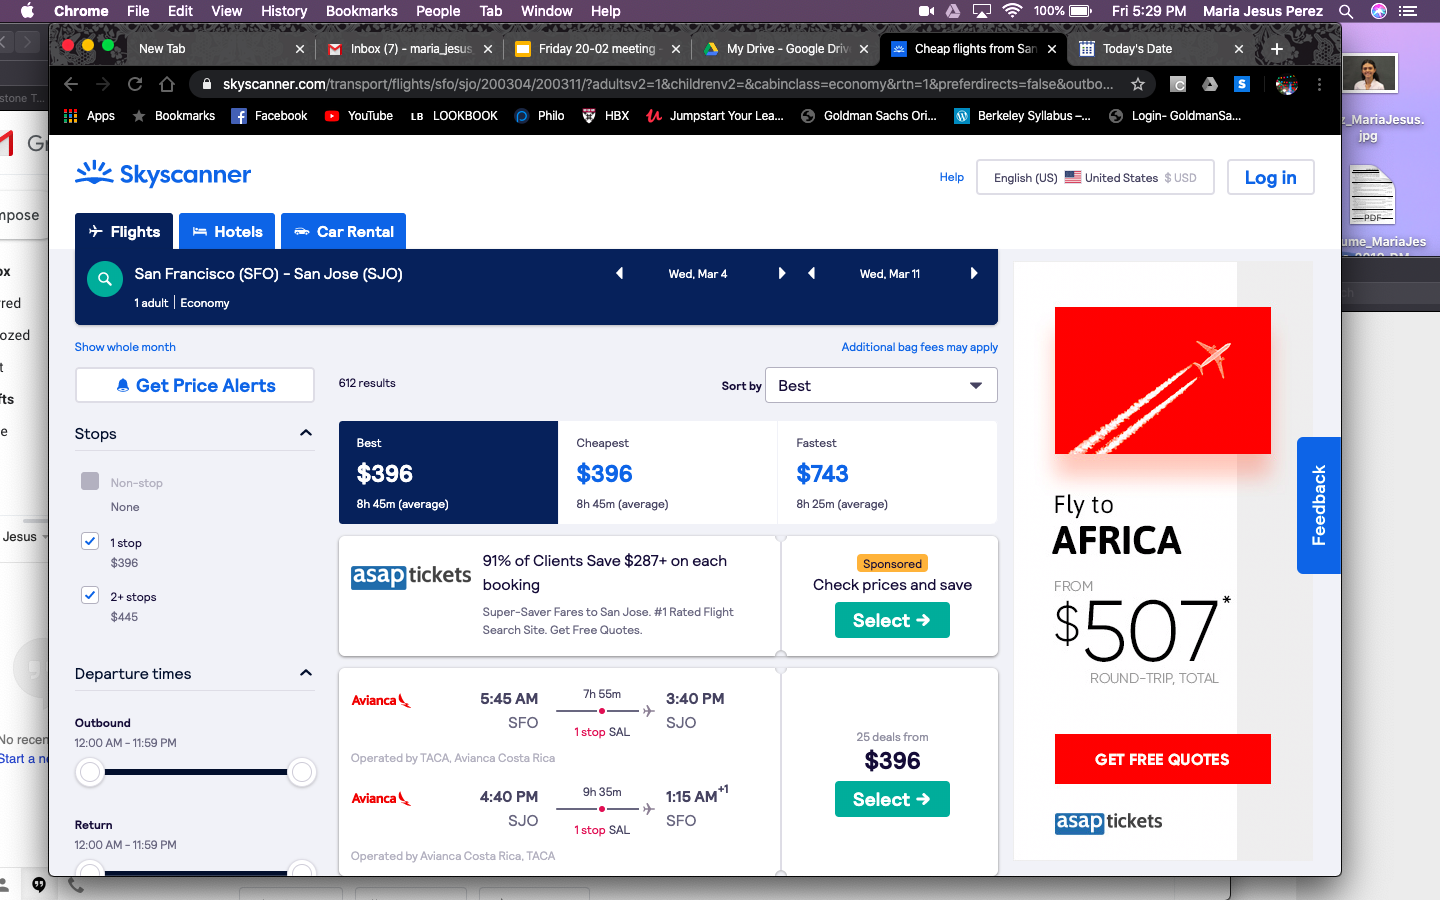 Chrome File Edit View History Bookmarks People Tab Window Help 100% Fri 5:29 PM Maria Jesus Perez
New Tab Inbox (7) - maria_jesus Friday 20-02 meeting - My Drive - Google Driv Cheap flights from San Today's Date
skyscanner.com/transport/flights/sfo/sjo/200304/200311/?adultsv2=1&childrenv2=&cabinclass=economy&rtn=1&preferdirects=false&outbo...
Apps Bookmarks Facebook YouTube LB LOOKBOOK Philo HBX Jumpstart Your Lea... Goldman Sachs Ori... Berkeley Syllabus –... Login- GoldmanSa...
stone T...
Gr
mpose
ox
rred
ozed
t
fts
e
Jesus
No recen
Start a n
z_MariaJesus.
jpg
PDF
ume_MariaJes
Skyscanner
Help
English (US) United States $ USD
Log in
Flights Hotels Car Rental
San Francisco (SFO) - San Jose (SJO)
1 adult | Economy
Wed, Mar 4 Wed, Mar 11
Show whole month
Additional bag fees may apply
Get Price Alerts
612 results
Sort by Best
Stops
Non-stop
None
1 stop
$396
2+ stops
$445
Departure times
Outbound
12:00 AM - 11:59 PM
Return
12:00 AM - 11:59 PM
Best
$396
8h 45m (average)
Cheapest
$396
8h 45m (average)
Fastest
$743
8h 25m (average)
asaptickets
91% of Clients Save $287+ on each
booking
Super-Saver Fares to San Jose. #1 Rated Flight
Search Site. Get Free Quotes.
Sponsored
Check prices and save
Select →
Avianca
5:45 AM
SFO
7h 55m
1 stop SAL
3:40 PM
SJO
Operated by TACA, Avianca Costa Rica
Avianca
4:40 PM
SJO
9h 35m
1 stop SAL
1:15 AM+1
SFO
Operated by Avianca Costa Rica, TACA
25 deals from
$396
Select →
Fly to
AFRICA
FROM
$507*
ROUND-TRIP, TOTAL
GET FREE QUOTES
asaptickets
Feedback